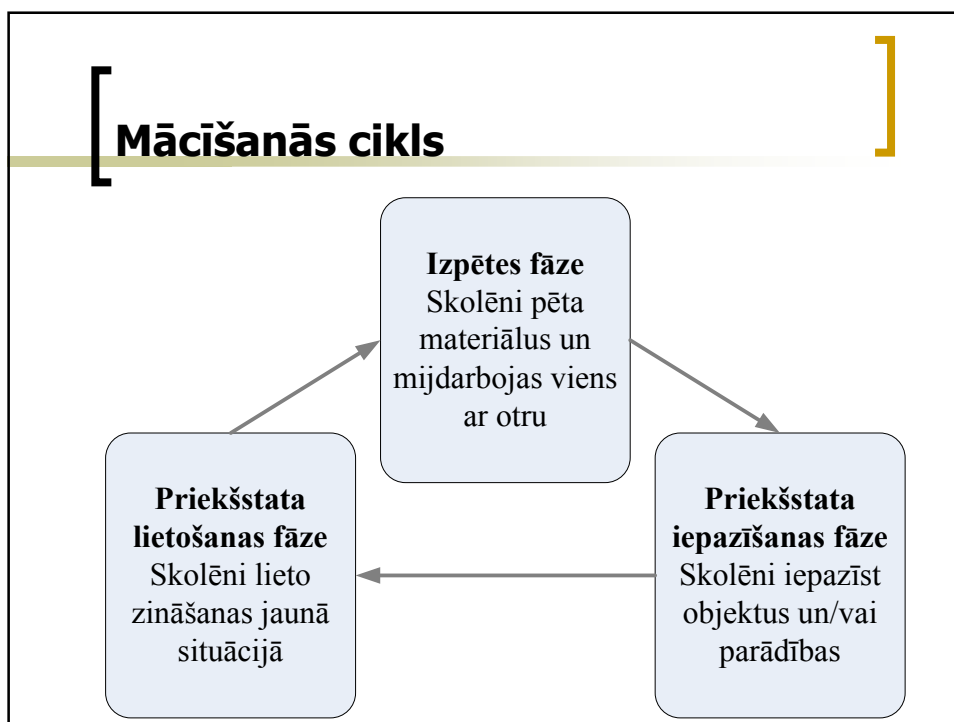 Mācīšanās cikls
Izpētes fāze
Skolēni pēta
materiālus un
mijdarbojas viens
ar otru
Priekšstata
lietošanas fāze
Skolēni lieto
zināšanas jaunā
situācijā
Priekšstata
iepazīšanas fāze
Skolēni iepazīst
objektus un/vai
parādības